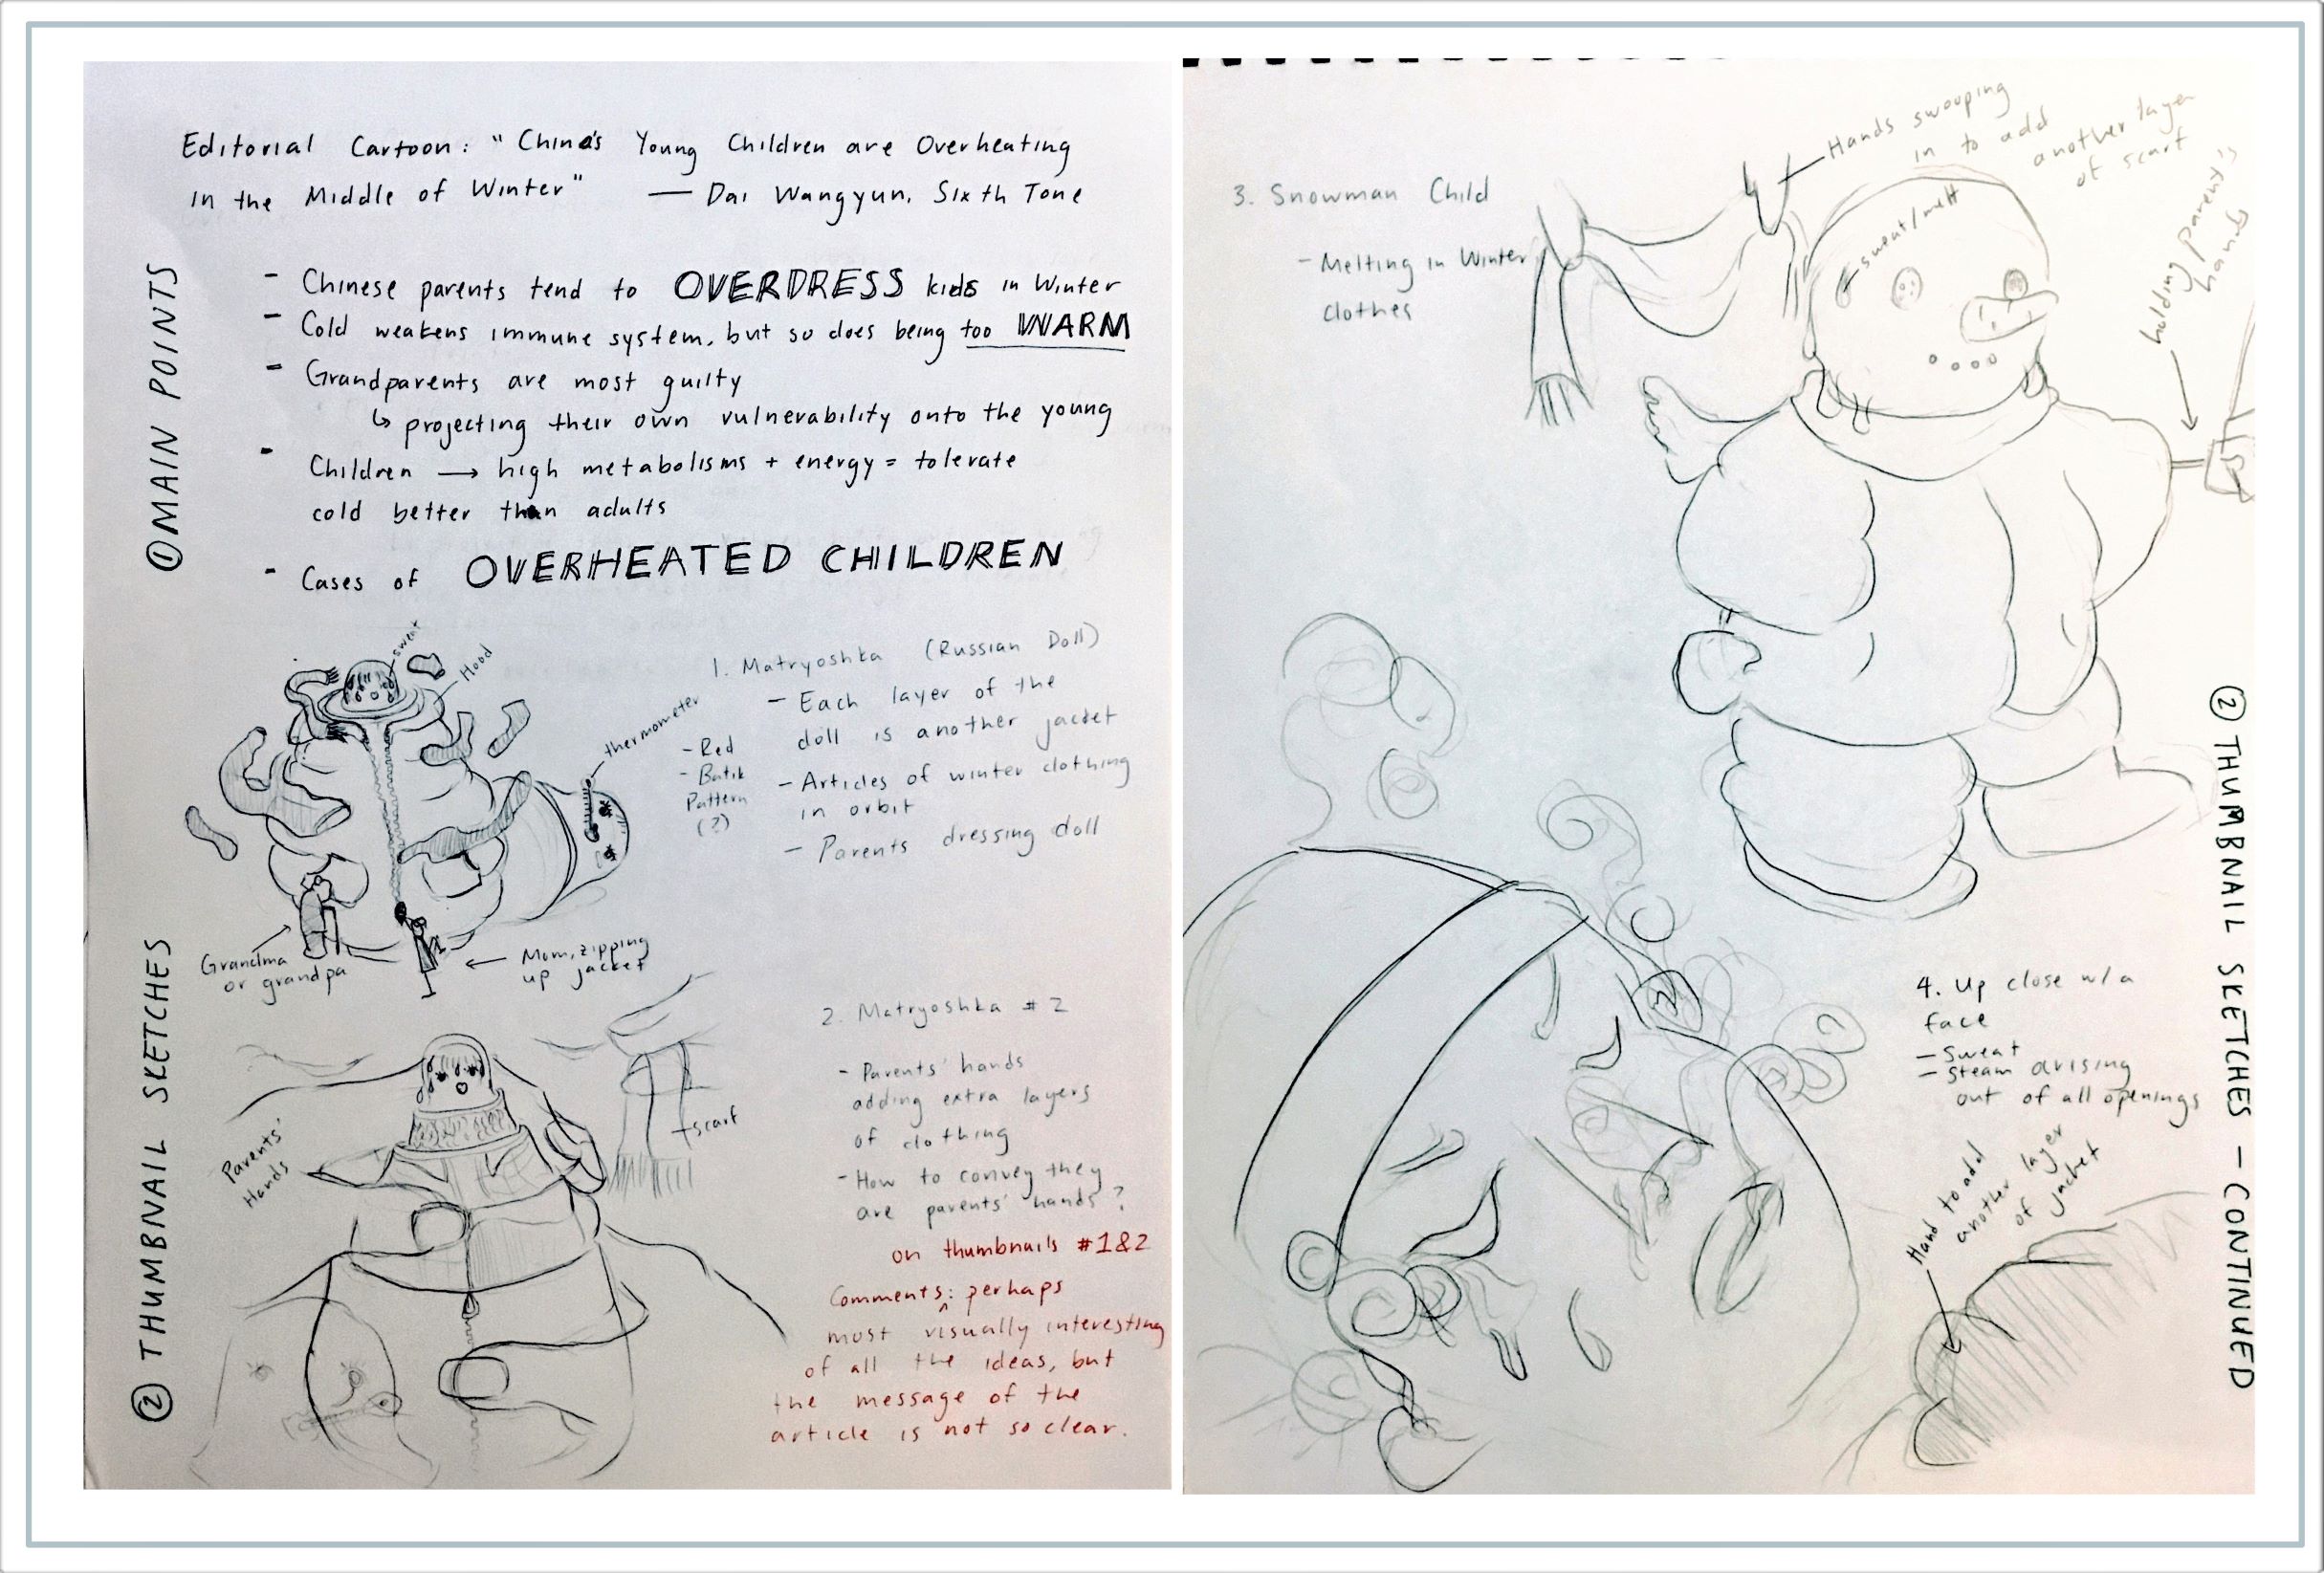 Editorial Cartoon: "China's Young Children are Overheating
in the Middle of Winter" — Dai Wangyun, Sixth Tone
① MAIN POINTS
- Chinese parents tend to OVERDRESS kids in Winter
- Cold weakens immune system, but so does being too WARM
- Grandparents are most guilty
↳ projecting their own vulnerability onto the young
- Children → high metabolisms + energy = tolerate
cold better than adults
- Cases of OVERHEATED CHILDREN
② THUMBNAIL SKETCHES
sweat
Hood
thermometer
- Red
- Batik
Pattern
(?)
Grandma
or grandpa
Mom, zipping
up jacket
1. Matryoshka (Russian Doll)
- Each layer of the
doll is another jacket
- Articles of winter clothing
in orbit
- Parents dressing doll
Parents'
Hands
scarf
2. Matryoshka #2
- Parents' hands
adding extra layers
of clothing
- How to convey they
are parents' hands?
on thumbnails #1&2
Comments: perhaps
most visually interesting
of all the ideas, but
the message of the
article is not so clear.
3. Snowman Child
- Melting in Winter
clothes
Hands swooping
in to add
another layer
of scarf
sweat/melt
holding parent's
hand
② THUMBNAIL SKETCHES - CONTINUED
4. Up close w/a
face
- Sweat
- Steam arising
out of all openings
Hand to add
another layer
of jacket